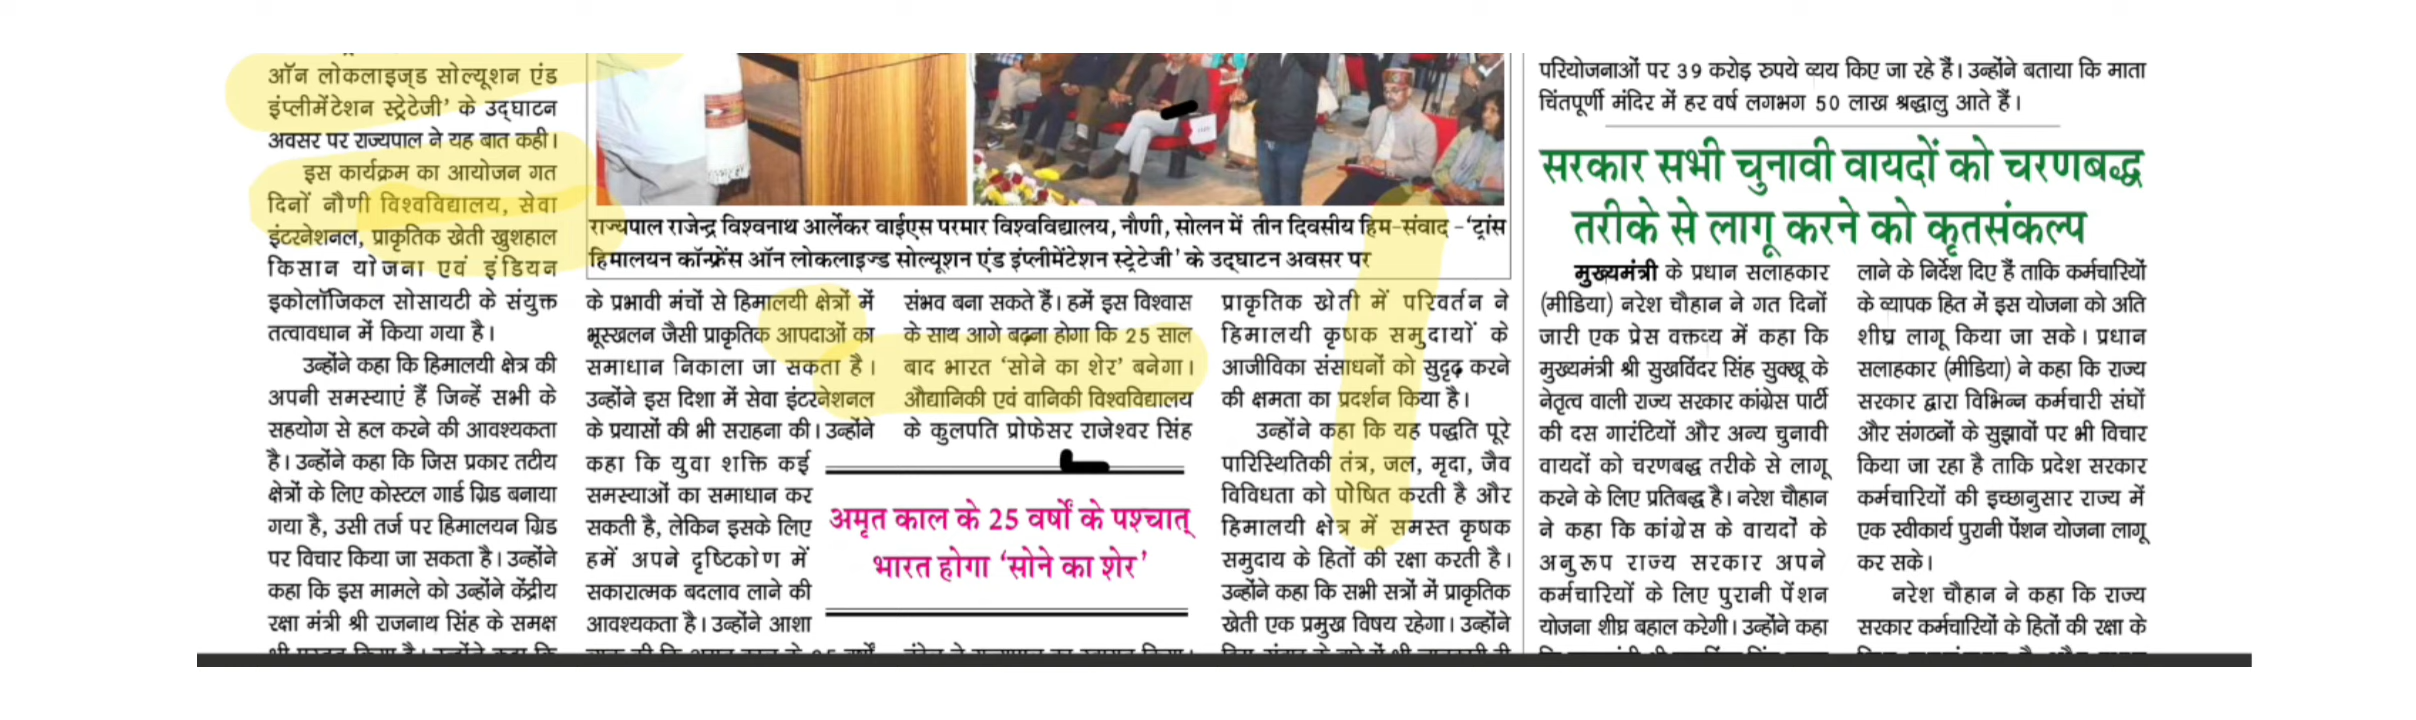 ऑन लोकलाइज्ड सोल्यूशन एंड
इंप्लीमेंटेशन स्ट्रेटेजी’ के उद्घाटन
अवसर पर राज्यपाल ने यह बात कही।
इस कार्यक्रम का आयोजन गत
दिनों नौणी विश्वविद्यालय, सेवा
इंटरनेशनल, प्राकृतिक खेती खुशहाल
किसान योजना एवं इंडियन
इकोलॉजिकल सोसायटी के संयुक्त
तत्वावधान में किया गया है।
उन्होंने कहा कि हिमालयी क्षेत्र की
अपनी समस्याएं हैं जिन्हें सभी के
सहयोग से हल करने की आवश्यकता
है। उन्होंने कहा कि जिस प्रकार तटीय
क्षेत्रों के लिए कोस्टल गार्ड ग्रिड बनाया
गया है, उसी तर्ज पर हिमालयन ग्रिड
पर विचार किया जा सकता है। उन्होंने
कहा कि इस मामले को उन्होंने केंद्रीय
रक्षा मंत्री श्री राजनाथ सिंह के समक्ष
राज्यपाल राजेन्द्र विश्वनाथ आर्लेकर वाईएस परमार विश्वविद्यालय, नौणी, सोलन में तीन दिवसीय हिम-संवाद -‘ट्रांस
हिमालयन कॉन्फ्रेंस ऑन लोकलाइज्ड सोल्यूशन एंड इंप्लीमेंटेशन स्ट्रेटेजी’ के उद्घाटन अवसर पर
के प्रभावी मंचों से हिमालयी क्षेत्रों में
भूस्खलन जैसी प्राकृतिक आपदाओं का
समाधान निकाला जा सकता है।
उन्होंने इस दिशा में सेवा इंटरनेशनल
के प्रयासों की भी सराहना की। उन्होंने
कहा कि युवा शक्ति कई
समस्याओं का समाधान कर
सकती है, लेकिन इसके लिए
हमें अपने दृष्टिकोण में
सकारात्मक बदलाव लाने की
आवश्यकता है। उन्होंने आशा
संभव बना सकते हैं। हमें इस विश्वास
के साथ आगे बढ़ना होगा कि 25 साल
बाद भारत ‘सोने का शेर’ बनेगा।
औद्यानिकी एवं वानिकी विश्वविद्यालय
के कुलपति प्रोफेसर राजेश्वर सिंह
अमृत काल के 25 वर्षों के पश्चात्
भारत होगा ‘सोने का शेर’
प्राकृतिक खेती में परिवर्तन ने
हिमालयी कृषक समुदायों के
आजीविका संसाधनों को सुदृढ़ करने
की क्षमता का प्रदर्शन किया है।
उन्होंने कहा कि यह पद्धति पूरे
पारिस्थितिकी तंत्र, जल, मृदा, जैव
विविधता को पोषित करती है और
हिमालयी क्षेत्र में समस्त कृषक
समुदाय के हितों की रक्षा करती है।
उन्होंने कहा कि सभी सत्रों में प्राकृतिक
खेती एक प्रमुख विषय रहेगा। उन्होंने
परियोजनाओं पर 39 करोड़ रुपये व्यय किए जा रहे हैं। उन्होंने बताया कि माता
चिंतपूर्णी मंदिर में हर वर्ष लगभग 50 लाख श्रद्धालु आते हैं।
सरकार सभी चुनावी वायदों को चरणबद्ध
तरीके से लागू करने को कृतसंकल्प
मुख्यमंत्री के प्रधान सलाहकार
(मीडिया) नरेश चौहान ने गत दिनों
जारी एक प्रेस वक्तव्य में कहा कि
मुख्यमंत्री श्री सुखविंदर सिंह सुक्खू के
नेतृत्व वाली राज्य सरकार कांग्रेस पार्टी
की दस गारंटियों और अन्य चुनावी
वायदों को चरणबद्ध तरीके से लागू
करने के लिए प्रतिबद्ध है। नरेश चौहान
ने कहा कि कांग्रेस के वायदों के
अनुरूप राज्य सरकार अपने
कर्मचारियों के लिए पुरानी पेंशन
योजना शीघ्र बहाल करेगी। उन्होंने कहा
लाने के निर्देश दिए हैं ताकि कर्मचारियों
के व्यापक हित में इस योजना को अति
शीघ्र लागू किया जा सके। प्रधान
सलाहकार (मीडिया) ने कहा कि राज्य
सरकार द्वारा विभिन्न कर्मचारी संघों
और संगठनों के सुझावों पर भी विचार
किया जा रहा है ताकि प्रदेश सरकार
कर्मचारियों की इच्छानुसार राज्य में
एक स्वीकार्य पुरानी पेंशन योजना लागू
कर सके।
नरेश चौहान ने कहा कि राज्य
सरकार कर्मचारियों के हितों की रक्षा के